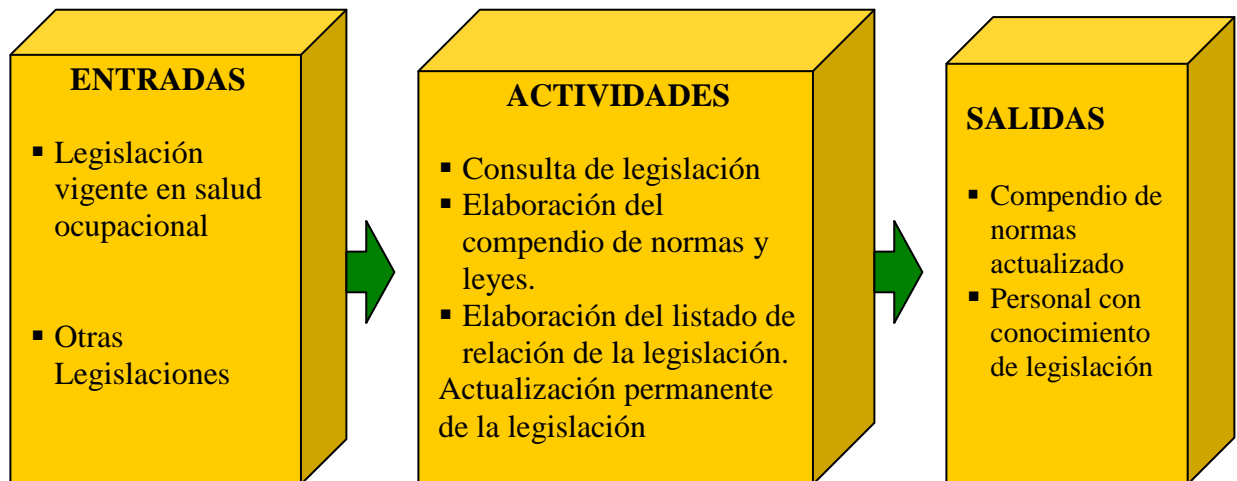 ENTRADAS
▪ Legislación
vigente en salud
ocupacional
▪ Otras
Legislaciones
ACTIVIDADES
▪ Consulta de legislación
▪ Elaboración del
compendio de normas y
leyes.
▪ Elaboración del listado de
relación de la legislación.
Actualización permanente
de la legislación
SALIDAS
▪ Compendio de
normas
actualizado
▪ Personal con
conocimiento
de legislación